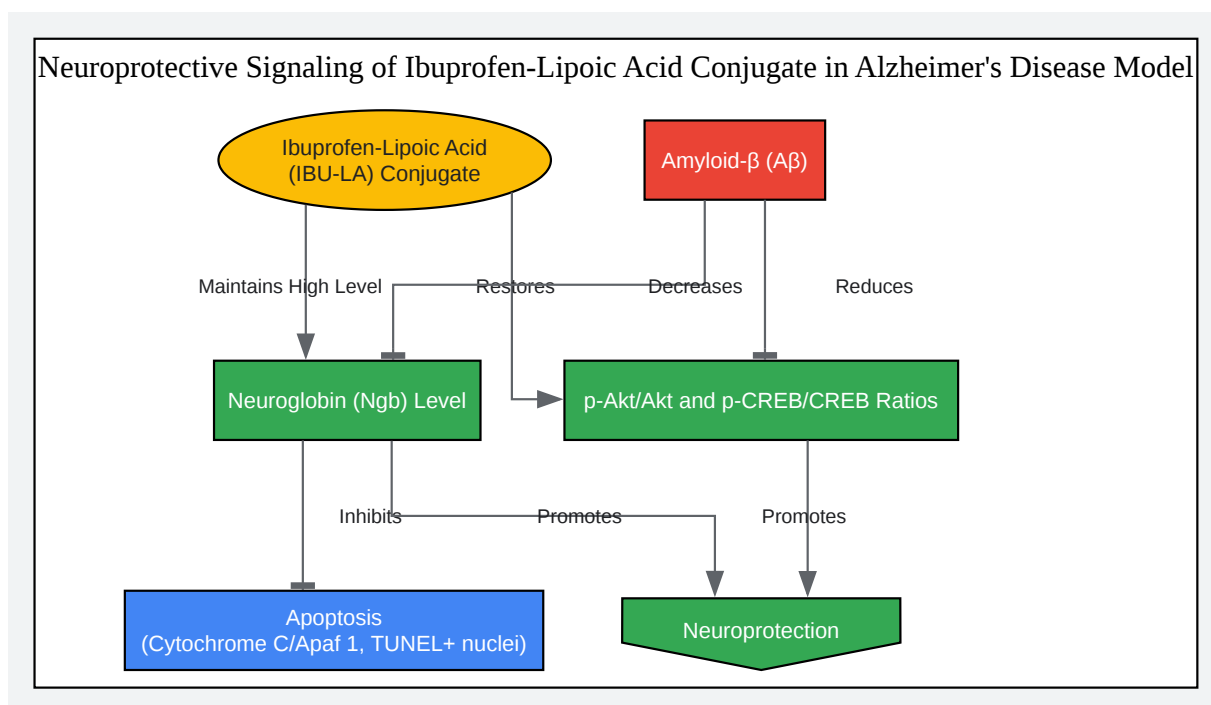 Neuroprotective Signaling of Ibuprofen-Lipoic Acid Conjugate in Alzheimer's Disease Model
Ibuprofen-Lipoic Acid
(IBU-LA) Conjugate
Amyloid-β (Aβ)
Maintains High Level
Restores
Decreases
Reduces
Neuroglobin (Ngb) Level
p-Akt/Akt and p-CREB/CREB Ratios
Inhibits
Promotes
Promotes
Apoptosis
(Cytochrome C/Apaf 1, TUNEL+ nuclei)
Neuroprotection